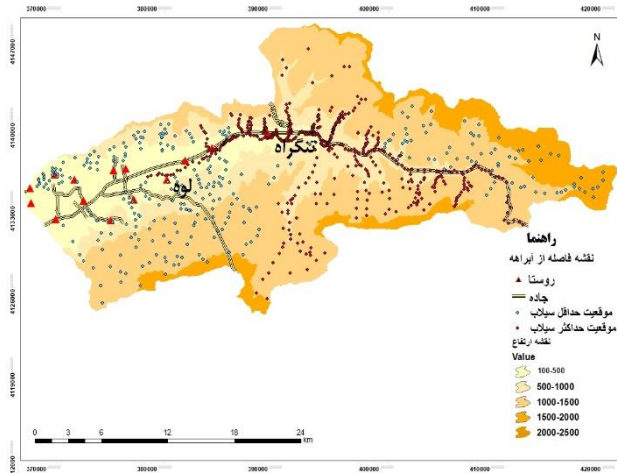 370000 380000 390000 400000 410000 420000
4147000
4140000
4133000
4126000
4119000
12000
N
تنگراه
لوه
راهنما
نقشه فاصله از آبراهه
روستا
جاده
موقعیت حداقل سیلاب
موقعیت حداکثر سیلاب
نقشه ارتفاع
Value
100-500
500-1000
1000-1500
1500-2000
2000-2500
0 3 6 12 18 24
km
370000 380000 390000 400000 410000 420000